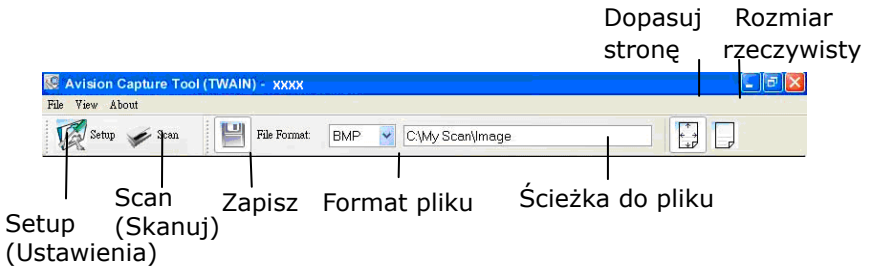 Dopasuj Rozmiar
stronę rzeczywisty
Avision Capture Tool (TWAIN) - xxxx
File View About
Setup Scan File Format: BMP C:\My Scan\Image
Setup
(Ustawienia)
Scan
(Skanuj)
Zapisz
Format pliku
Ścieżka do pliku